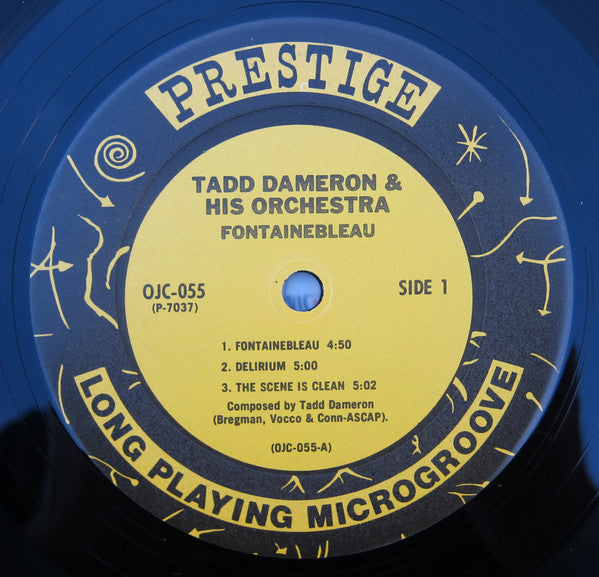 PRESTIGE
TADD DAMERON &
HIS ORCHESTRA
FONTAINEBLEAU
OJC-055
(P-7037)
SIDE 1
1. FONTAINEBLEAU 4:50
2. DELIRIUM 5:00
3. THE SCENE IS CLEAN 5:02
Composed by Tadd Dameron
(Bregman, Vocco & Conn-ASCAP).
(OJC-055-A)
LONG PLAYING MICROGROOVE